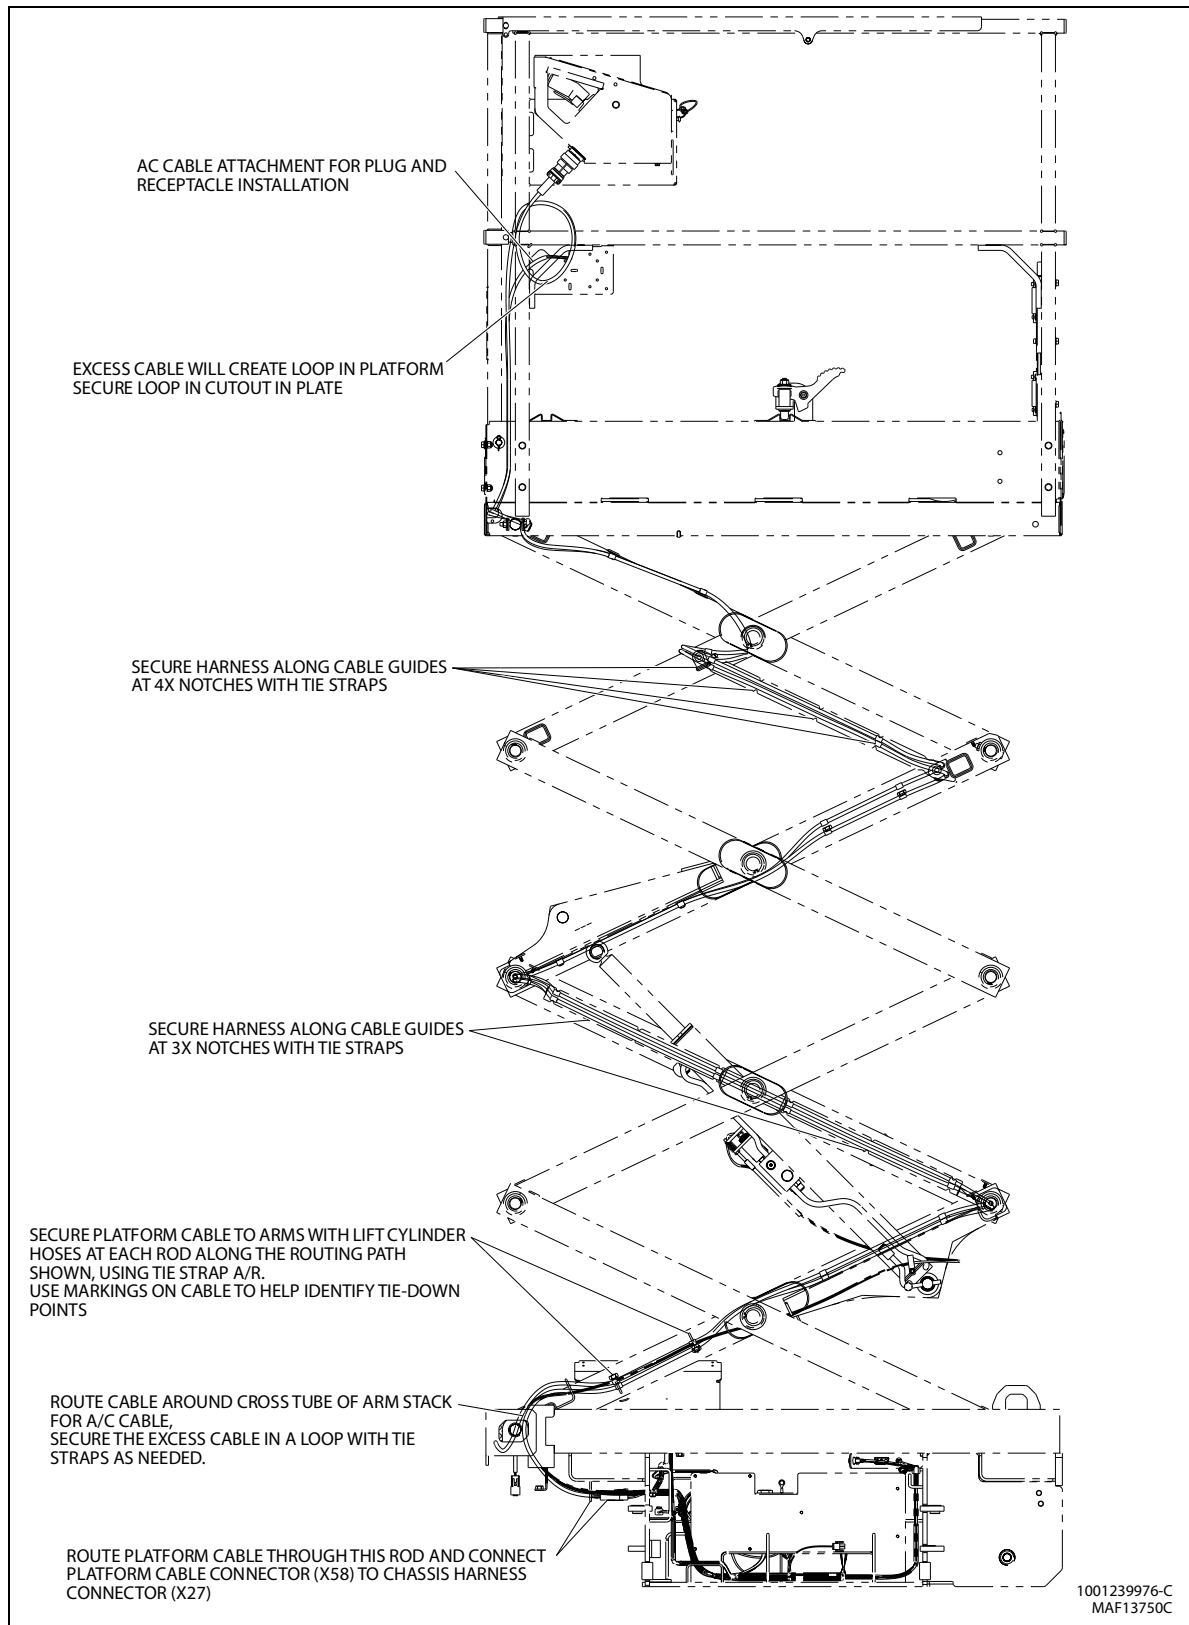 AC CABLE ATTACHMENT FOR PLUG AND
RECEPTACLE INSTALLATION
EXCESS CABLE WILL CREATE LOOP IN PLATFORM
SECURE LOOP IN CUTOUT IN PLATE
SECURE HARNESS ALONG CABLE GUIDES
AT 4X NOTCHES WITH TIE STRAPS
SECURE HARNESS ALONG CABLE GUIDES
AT 3X NOTCHES WITH TIE STRAPS
SECURE PLATFORM CABLE TO ARMS WITH LIFT CYLINDER
HOSES AT EACH ROD ALONG THE ROUTING PATH
SHOWN, USING TIE STRAP A/R.
USE MARKINGS ON CABLE TO HELP IDENTIFY TIE-DOWN
POINTS
ROUTE CABLE AROUND CROSS TUBE OF ARM STACK
FOR A/C CABLE,
SECURE THE EXCESS CABLE IN A LOOP WITH TIE
STRAPS AS NEEDED.
ROUTE PLATFORM CABLE THROUGH THIS ROD AND CONNECT
PLATFORM CABLE CONNECTOR (X58) TO CHASSIS HARNESS
CONNECTOR (X27)
1001239976-C
MAF13750C